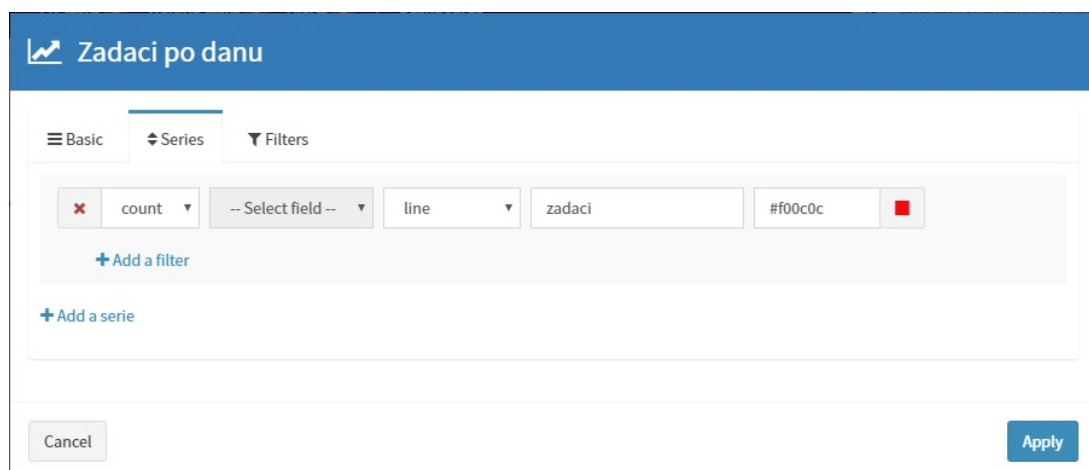 Zadaci po danu
Basic Series Filters
count -- Select field -- line zadaci #f00c0c
Add a filter
Add a serie
Cancel Apply